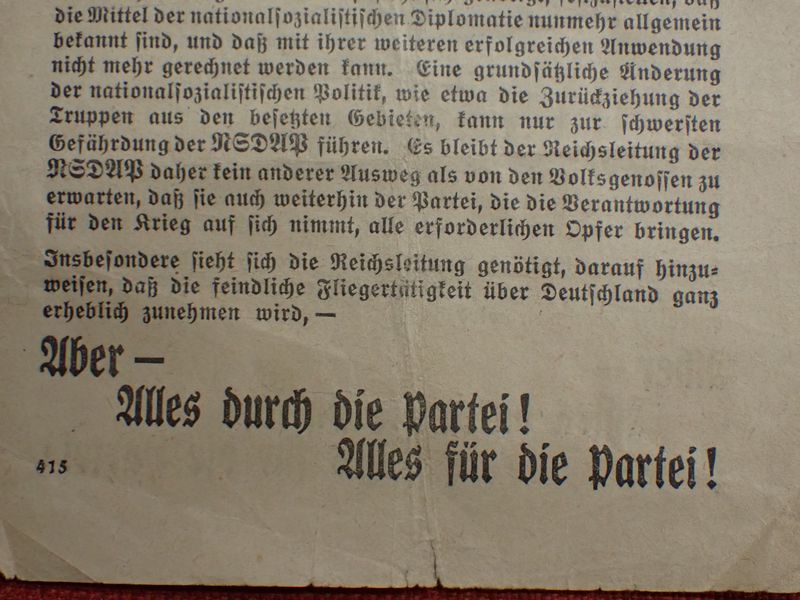 die Mittel der nationalsozialistischen Diplomatie nunmehr allgemein
bekannt sind, und daß mit ihrer weiteren erfolgreichen Anwendung
nicht mehr gerechnet werden kann. Eine grundsätzliche Änderung
der nationalsozialistischen Politik, wie etwa die Zurückziehung der
Truppen aus den besetzten Gebieten, kann nur zur schwersten
Gefährdung der NSDAP führen. Es bleibt der Reichsleitung der
NSDAP daher kein anderer Ausweg als von den Volksgenossen zu
erwarten, daß sie auch weiterhin der Partei, die die Verantwortung
für den Krieg auf sich nimmt, alle erforderlichen Opfer bringen.
Insbesondere sieht sich die Reichsleitung genötigt, darauf hinzu-
weisen, daß die feindliche Fliegertätigkeit über Deutschland ganz
erheblich zunehmen wird, —
Aber —
Alles durch die Partei!
Alles für die Partei!
415